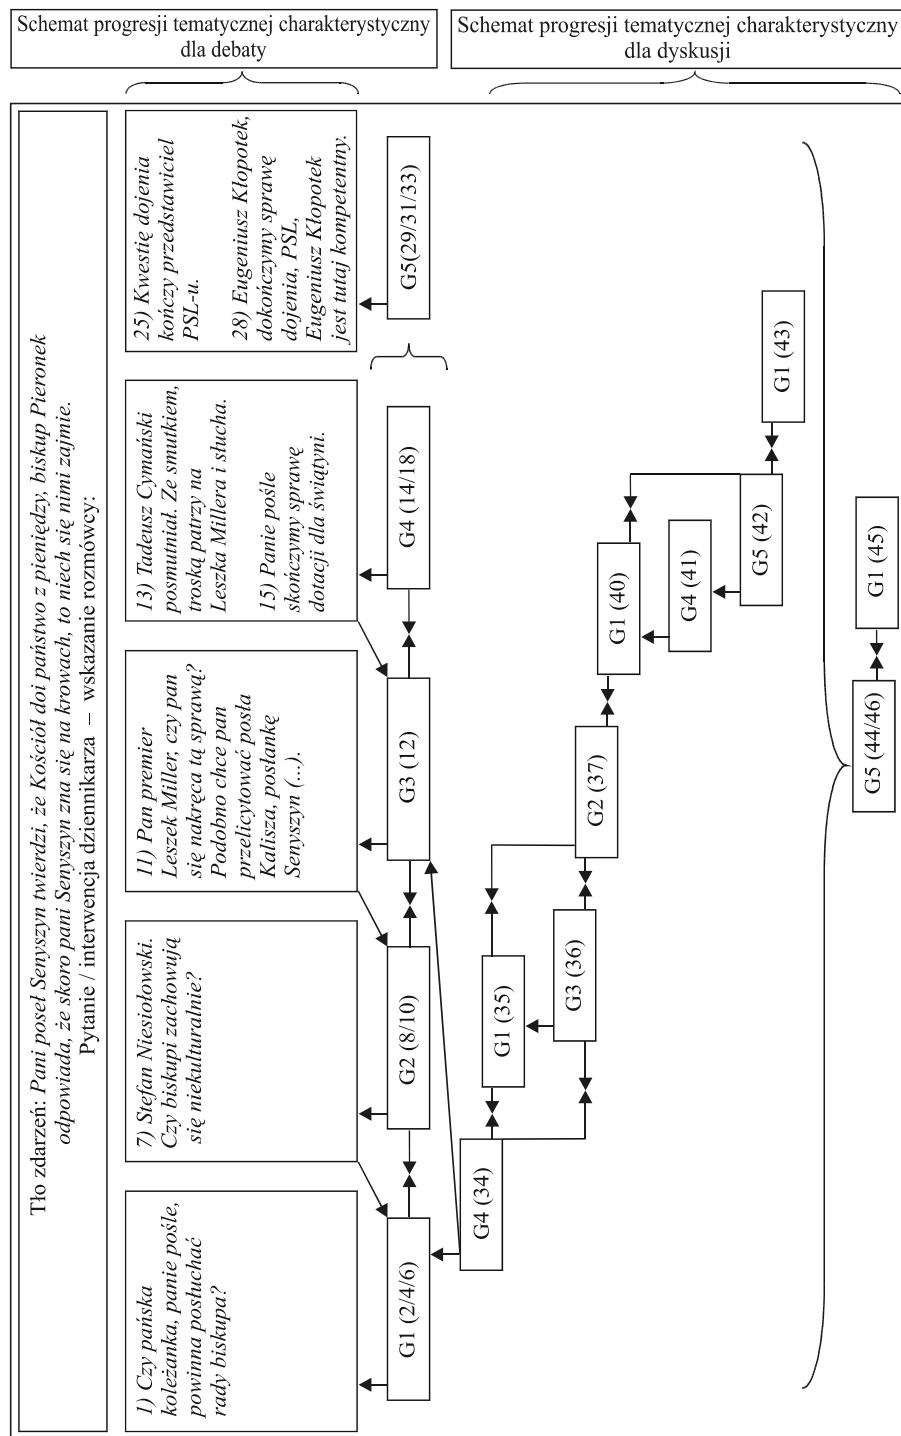 Schemat progresji tematycznej charakterystyczny
dla debaty
Schemat progresji tematycznej charakterystyczny
dla dyskusji
Tło zdarzeń: Pani poseł Senyszyn twierdzi, że Kościół doi państwo z pieniędzy, biskup Pieronek
odpowiada, że skoro pani Senyszyn zna się na krowach, to niech się nimi zajmie.
Pytanie / interwencja dziennikarza – wskazanie rozmówcy:
1) Czy pańska
koleżanka, panie pośle,
powinna posłuchać
rady biskupa?
7) Stefan Niesiołowski.
Czy biskupi zachowują
się niekulturalnie?
11) Pan premier
Leszek Miller, czy pan
się nakręca tą sprawą?
Podobno chce pan
przelicytować posła
Kalisza, posłankę
Senyszyn (...).
13) Tadeusz Cymański
posmutniał. Ze smutkiem,
troską patrzy na
Leszka Millera i słucha.
15) Panie pośle
skończymy sprawę
dotacji dla świątyni.
25) Kwestię dojenia
kończy przedstawiciel
PSL-u.
28) Eugeniusz Kłopotek,
dokończymy sprawę
dojenia, PSL,
Eugeniusz Kłopotek
jest tutaj kompetentny.
G1 (2/4/6)
G2 (8/10)
G3 (12)
G4 (14/18)
G5(29/31/33)
G4 (34)
G1 (35)
G3 (36)
G2 (37)
G1 (40)
G4 (41)
G5 (42)
G1 (43)
G5 (44/46)
G1 (45)